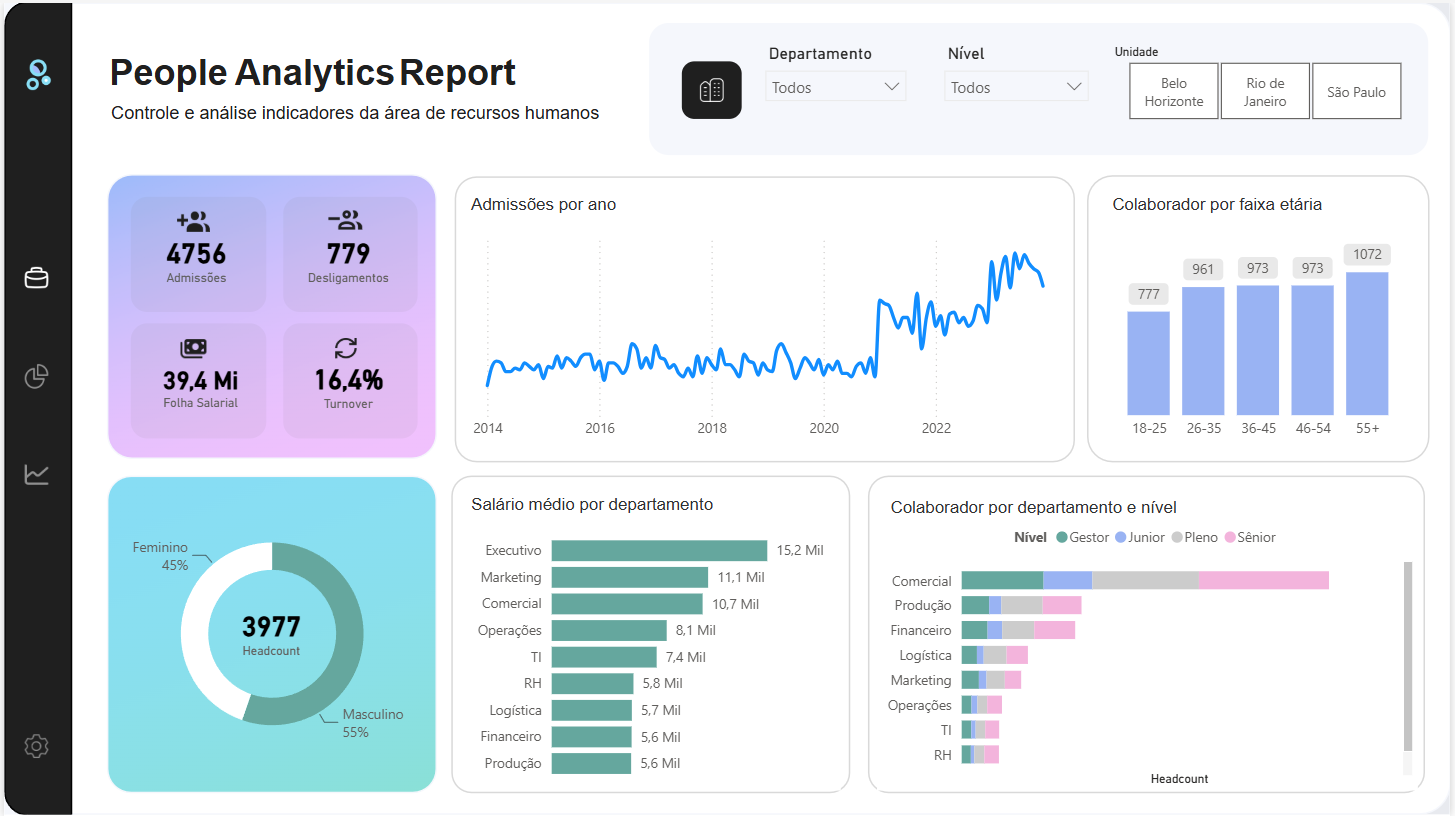 People Analytics Report
Controle e análise indicadores da área de recursos humanos
Departamento
Todos
Nível
Todos
Unidade
Belo
Horizonte
Rio de
Janeiro
São Paulo
4756
Admissões
779
Desligamentos
39,4 Mi
Folha Salarial
16,4%
Turnover
Admissões por ano
2014 2016 2018 2020 2022
Colaborador por faixa etária
777 961 973 973 1072
18-25 26-35 36-45 46-54 55+
Feminino
45%
3977
Headcount
Masculino
55%
Salário médio por departamento
Executivo 15,2 Mil
Marketing 11,1 Mil
Comercial 10,7 Mil
Operações 8,1 Mil
TI 7,4 Mil
RH 5,8 Mil
Logística 5,7 Mil
Financeiro 5,6 Mil
Produção 5,6 Mil
Colaborador por departamento e nível
Nível Gestor Junior Pleno Sênior
Comercial
Produção
Financeiro
Logística
Marketing
Operações
TI
RH
Headcount